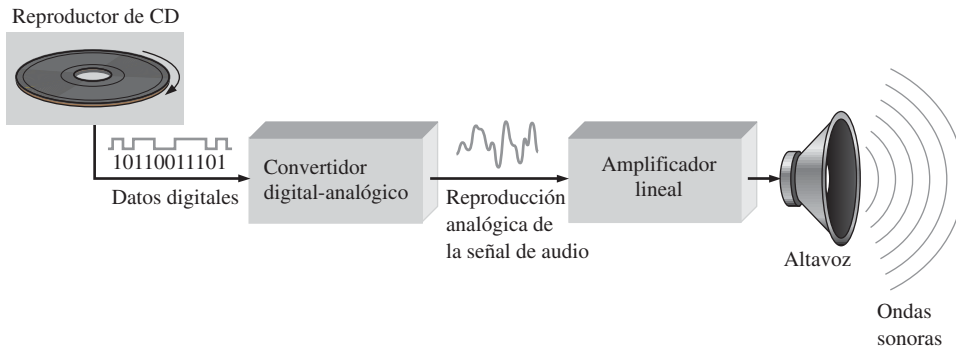 Reproductor de CD
10110011101
Datos digitales
Convertidor
digital-analógico
Reproducción
analógica de
la señal de audio
Amplificador
lineal
Altavoz
Ondas
sonoras